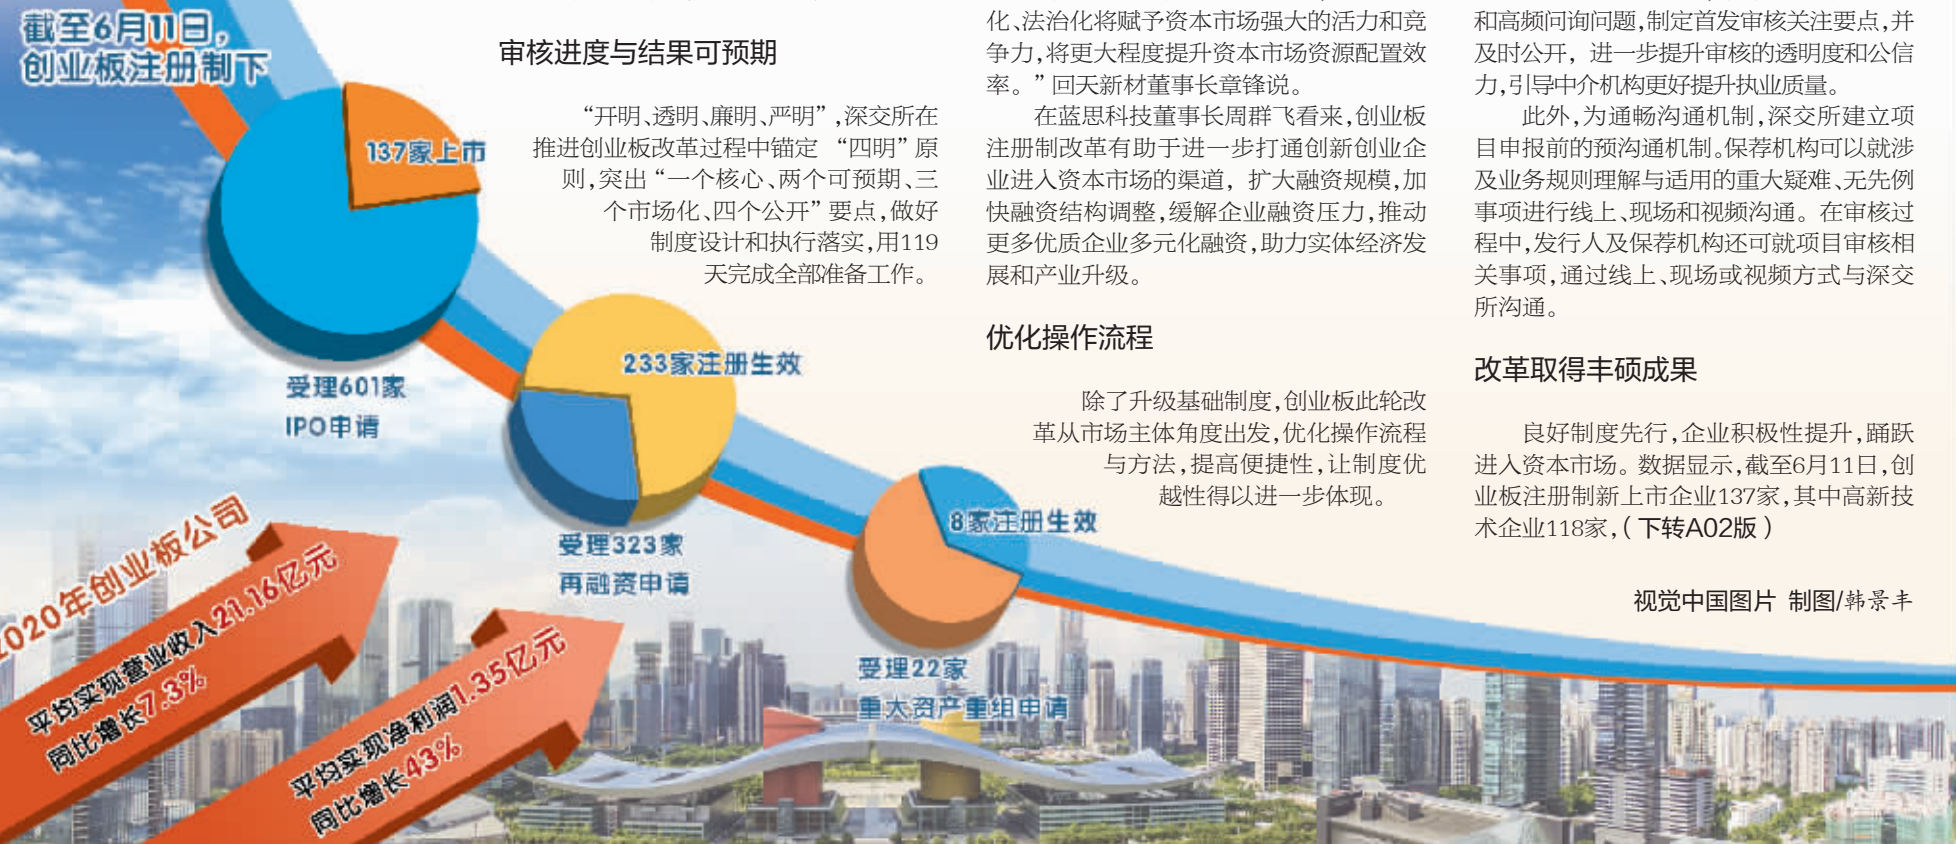 截至6月11日，
创业板注册制下
137家上市
受理601家
IPO申请
233家注册生效
受理323家
再融资申请
8家注册生效
受理22家
重大资产重组申请
2020年创业板公司
平均实现营业收入21.16亿元
同比增长7.3%
平均实现净利润1.35亿元
同比增长43%
审核进度与结果可预期
“开明、透明、廉明、严明”，深交所在
推进创业板改革过程中锚定 “四明”原
则，突出“一个核心、两个可预期、三
个市场化、四个公开”要点，做好
制度设计和执行落实，用119
天完成全部准备工作。
化、法治化将赋予资本市场强大的活力和竞
争力，将更大程度提升资本市场资源配置效
率。”回天新材董事长章锋说。
在蓝思科技董事长周群飞看来，创业板
注册制改革有助于进一步打通创新创业企
业进入资本市场的渠道，扩大融资规模，加
快融资结构调整，缓解企业融资压力，推动
更多优质企业多元化融资，助力实体经济发
展和产业升级。
优化操作流程
除了升级基础制度，创业板此轮改
革从市场主体角度出发，优化操作流程
与方法，提高便捷性，让制度优
越性得以进一步体现。
和高频问询问题，制定首发审核关注要点，并
及时公开，进一步提升审核的透明度和公信
力，引导中介机构更好提升执业质量。
此外，为通畅沟通机制，深交所建立项
目申报前的预沟通机制。保荐机构可以就涉
及业务规则理解与适用的重大疑难、无先例
事项进行线上、现场和视频沟通。在审核过
程中，发行人及保荐机构还可就项目审核相
关事项，通过线上、现场或视频方式与深交
所沟通。
改革取得丰硕成果
良好制度先行，企业积极性提升，踊跃
进入资本市场。数据显示，截至6月11日，创
业板注册制新上市企业137家，其中高新技
术企业118家，（下转A02版）
视觉中国图片 制图/韩景丰